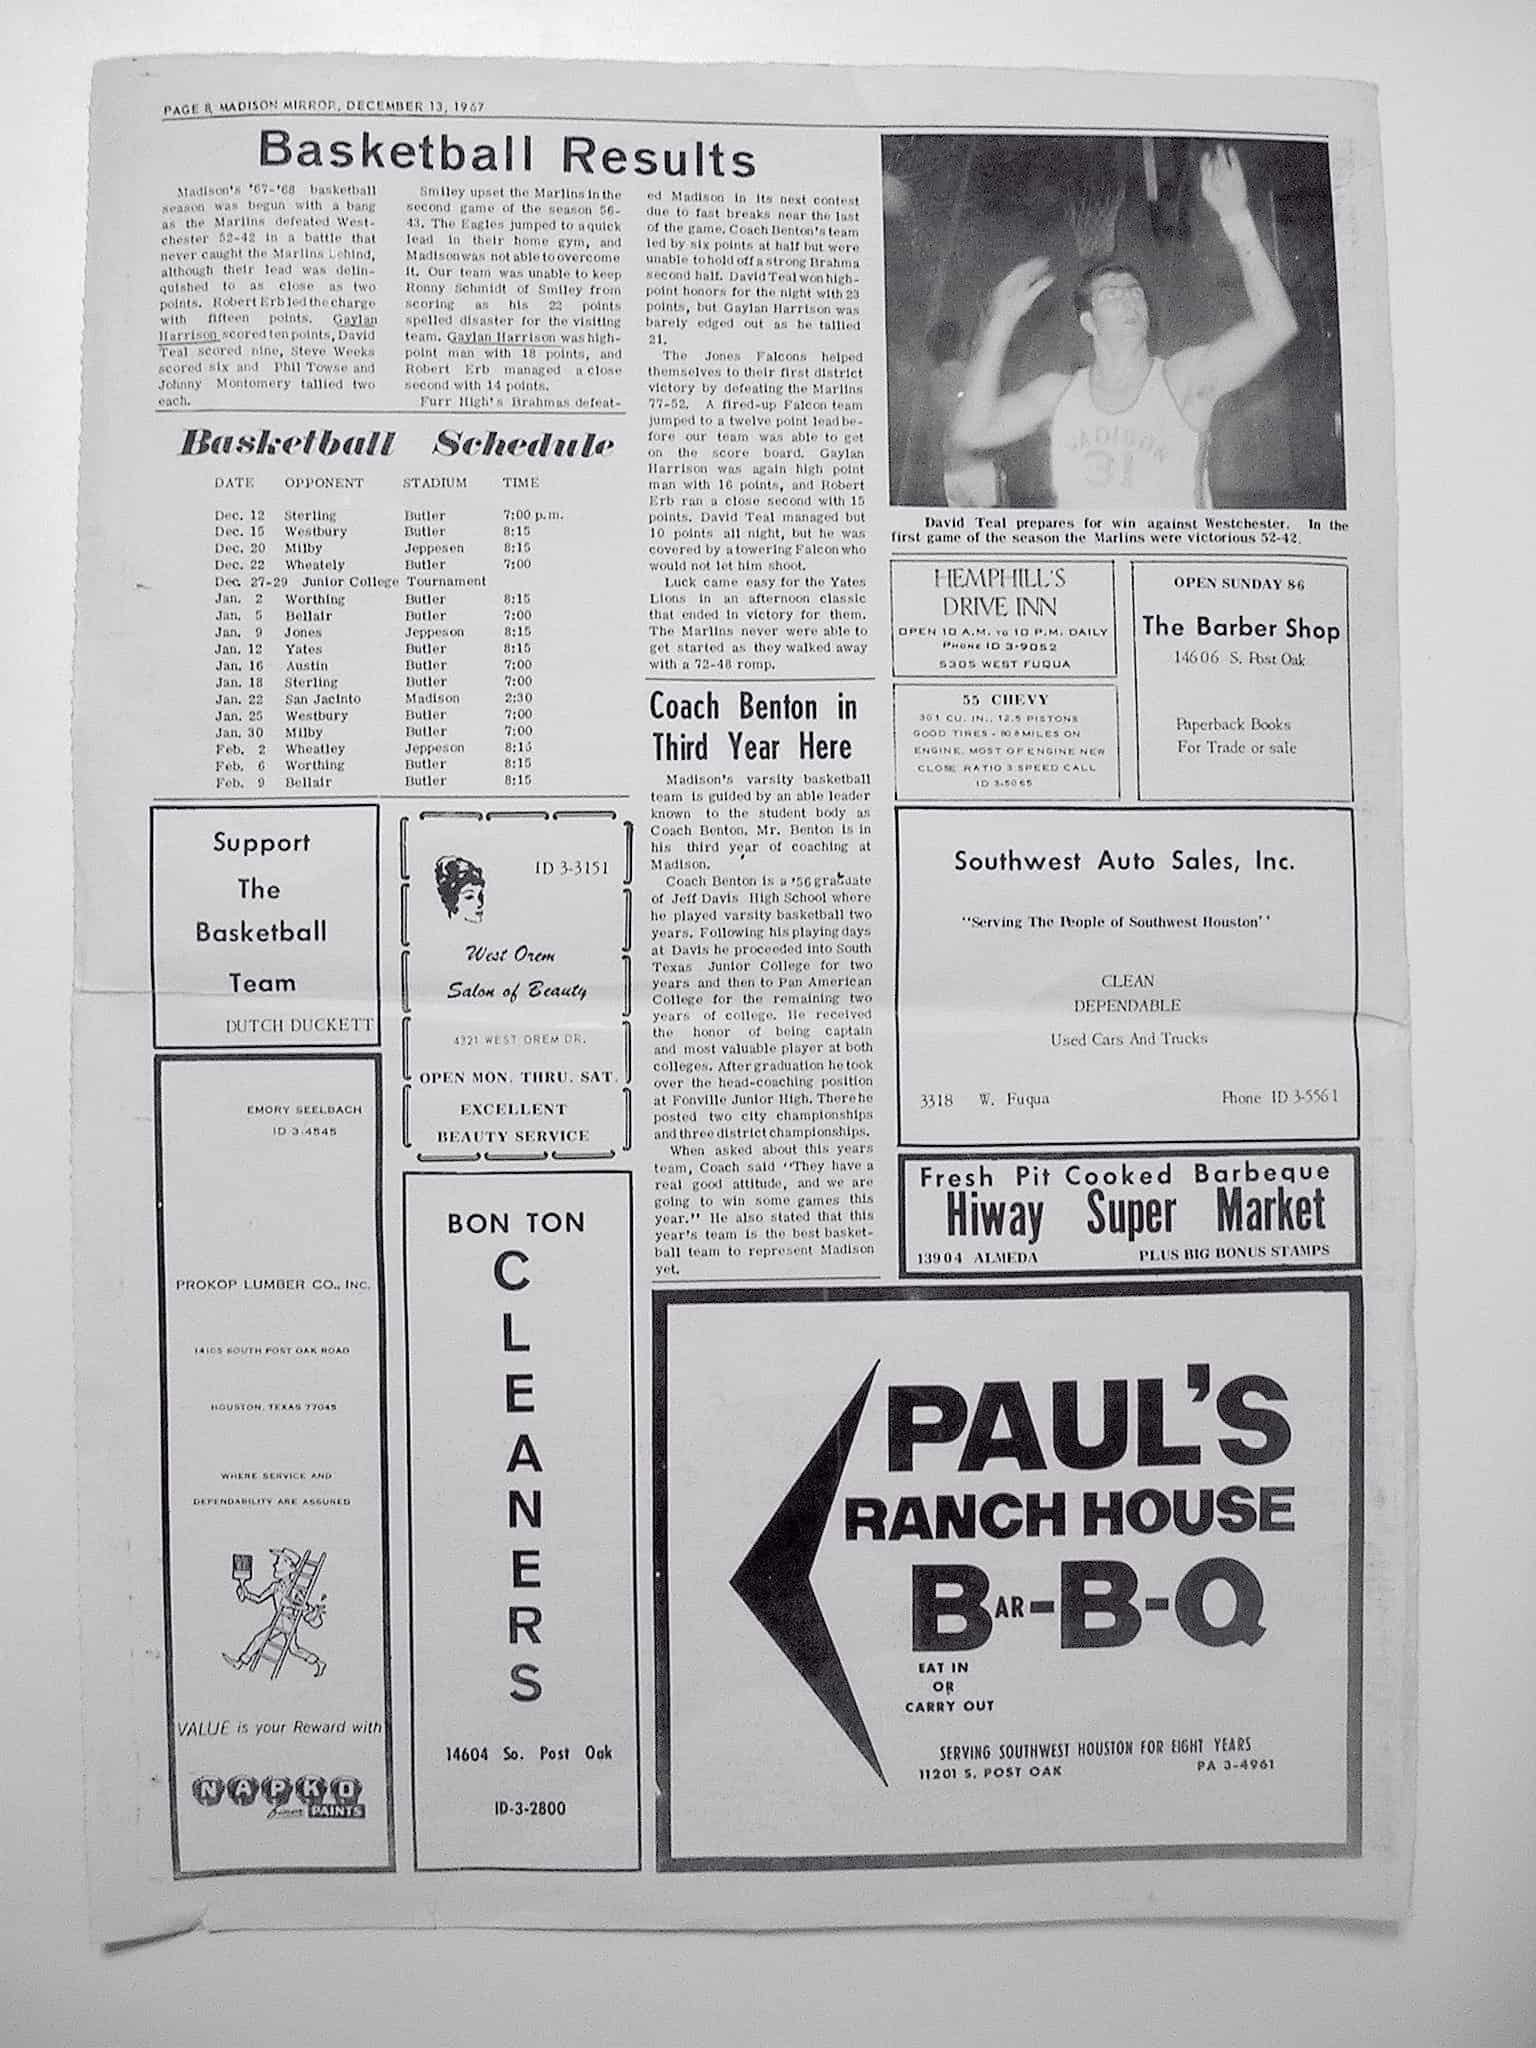 PAGE 8, MADISON MIRROR, DECEMBER 13, 1967
Basketball Results
Madison's '67-'68 basketball
season was begun with a bang
as the Marlins defeated West-
chester 52-42 in a battle that
never caught the Marlins behind,
although their lead was delin-
quished to as close as two
points. Robert Erb led the charge
with fifteen points. Gaylan
Harrison scored ten points, David
Teal scored nine, Steve Weeks
scored six and Phil Towse and
Johnny Montomery tallied two
each.
Smiley upset the Marlins in the
second game of the season 56-
43. The Eagles jumped to a quick
lead in their home gym, and
Madison was not able to overcome
it. Our team was unable to keep
Ronny Schmidt of Smiley from
scoring as his 22 points
spelled disaster for the visiting
team. Gaylan Harrison was high-
point man with 18 points, and
Robert Erb managed a close
second with 14 points.
Furr High's Brahmas defeat-
ed Madison in its next contest
due to fast breaks near the last
of the game. Coach Benton's team
led by six points at half but were
unable to hold off a strong Brahma
second half. David Teal won high-
point honors for the night with 23
points, but Gaylan Harrison was
barely edged out as he tallied
21.
The Jones Falcons helped
themselves to their first district
victory by defeating the Marlins
77-52. A fired-up Falcon team
jumped to a twelve point lead be-
fore our team was able to get
on the score board. Gaylan
Harrison was again high point
man with 16 points, and Robert
Erb ran a close second with 15
points. David Teal managed but
10 points all night, but he was
covered by a towering Falcon who
would not let him shoot.
Luck came easy for the Yates
Lions in an afternoon classic
that ended in victory for them.
The Marlins never were able to
get started as they walked away
with a 72-48 romp.
31
David Teal prepares for win against Westchester. In the
first game of the season the Marlins were victorious 52-42.
Basketball Schedule
DATE OPPONENT STADIUM TIME
Dec. 12 Sterling Butler 7:00 p.m.
Dec. 15 Westbury Butler 8:15
Dec. 20 Milby Jeppesen 8:15
Dec. 22 Wheately Butler 7:00
Dec. 27-29 Junior College Tournament
Jan. 2 Worthing Butler 8:15
Jan. 5 Bellair Butler 7:00
Jan. 9 Jones Jeppeson 8:15
Jan. 12 Yates Butler 8:15
Jan. 16 Austin Butler 7:00
Jan. 18 Sterling Butler 7:00
Jan. 22 San Jacinto Madison 2:30
Jan. 25 Westbury Butler 7:00
Jan. 30 Milby Butler 7:00
Feb. 2 Wheatley Jeppeson 8:15
Feb. 6 Worthing Butler 8:15
Feb. 9 Bellair Butler 8:15
Coach Benton in
Third Year Here
Madison's varsity basketball
team is guided by an able leader
known to the student body as
Coach Benton. Mr. Benton is in
his third year of coaching at
Madison.
Coach Benton is a '56 graduate
of Jeff Davis High School where
he played varsity basketball two
years. Following his playing days
at Davis he proceeded into South
Texas Junior College for two
years and then to Pan American
College for the remaining two
years of college. He received
the honor of being captain
and most valuable player at both
colleges. After graduation he took
over the head-coaching position
at Fonville Junior High. There he
posted two city championships
and three district championships.
When asked about this years
team, Coach said "They have a
real good attitude, and we are
going to win some games this
year." He also stated that this
year's team is the best basket-
ball team to represent Madison
yet.
HEMPHILL'S
DRIVE INN
OPEN 10 A.M. TO 10 P.M. DAILY
PHONE ID 3-9052
5305 WEST FUQUA
55 CHEVY
301 CU. IN., 12.5 PISTONS
GOOD TIRES - 80.8 MILES ON
ENGINE. MOST OF ENGINE NEW
CLOSE RATIO 3 SPEED CALL
ID 3-5065
OPEN SUNDAY 8-6
The Barber Shop
14606 S. Post Oak
Paperback Books
For Trade or sale
Southwest Auto Sales, Inc.
"Serving The People of Southwest Houston"
CLEAN
DEPENDABLE
Used Cars And Trucks
3318 W. Fuqua Phone ID 3-5561
Fresh Pit Cooked Barbeque
Hiway Super Market
13904 ALMEDA PLUS BIG BONUS STAMPS
Support
The
Basketball
Team
DUTCH DUCKETT
ID 3-3151
West Orem
Salon of Beauty
4321 WEST OREM DR.
OPEN MON. THRU. SAT.
EXCELLENT
BEAUTY SERVICE
EMORY SEELBACH
ID 3-4545
PROKOP LUMBER CO., INC.
14105 SOUTH POST OAK ROAD
HOUSTON, TEXAS 77045
WHERE SERVICE AND
DEPENDABILITY ARE ASSURED
VALUE is your Reward with
NAPKO
finer PAINTS
BON TON
C
L
E
A
N
E
R
S
14604 So. Post Oak
ID-3-2800
PAUL'S
RANCH HOUSE
BAR-B-Q
EAT IN
OR
CARRY OUT
SERVING SOUTHWEST HOUSTON FOR EIGHT YEARS
11201 S. POST OAK PA 3-4961